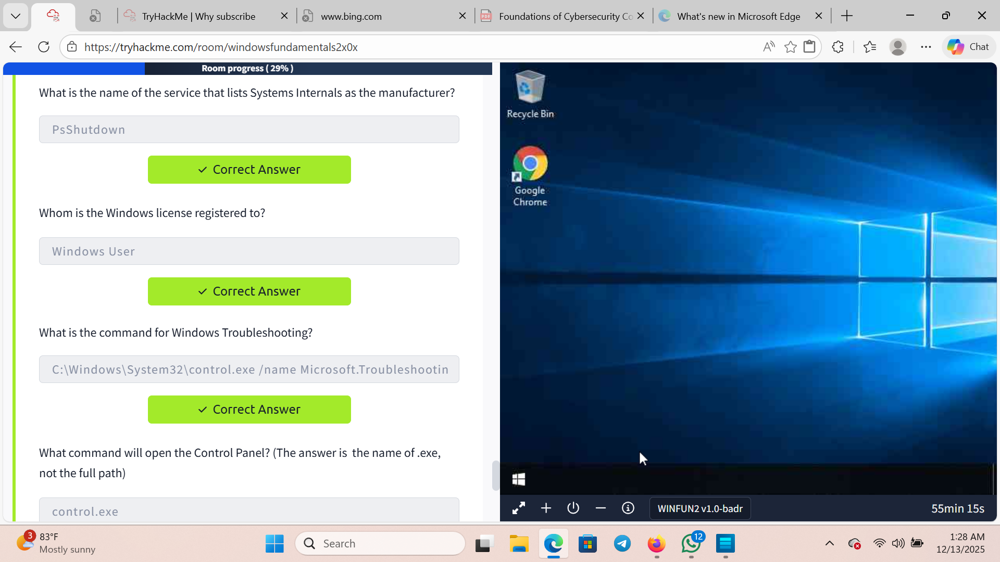 TryHackMe | Why subscribe
www.bing.com
Foundations of Cybersecurity Co
What's new in Microsoft Edge
https://tryhackme.com/room/windowsfundamentals2x0x
Chat
Room progress ( 29% )
What is the name of the service that lists Systems Internals as the manufacturer?
PsShutdown
✓ Correct Answer
Whom is the Windows license registered to?
Windows User
✓ Correct Answer
What is the command for Windows Troubleshooting?
C:\Windows\System32\control.exe /name Microsoft.Troubleshootin
✓ Correct Answer
What command will open the Control Panel? (The answer is the name of .exe,
not the full path)
control.exe
Recycle Bin
Google
Chrome
WINFUN2 v1.0-badr
55min 15s
3
83°F
Mostly sunny
Search
12
1:28 AM
12/13/2025